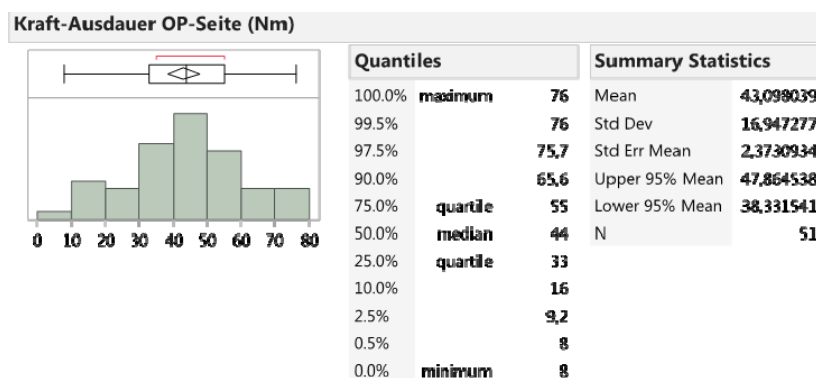 Kraft-Ausdauer OP-Seite (Nm)
0 10 20 30 40 50 60 70 80
Quantiles
100.0% maximum 76
99.5% 76
97.5% 75,7
90.0% 65,6
75.0% quartile 55
50.0% median 44
25.0% quartile 33
10.0% 16
2.5% 9,2
0.5% 8
0.0% minimum 8
Summary Statistics
Mean 43,098039
Std Dev 16,947277
Std Err Mean 2,3730934
Upper 95% Mean 47,864538
Lower 95% Mean 38,331541
N 51